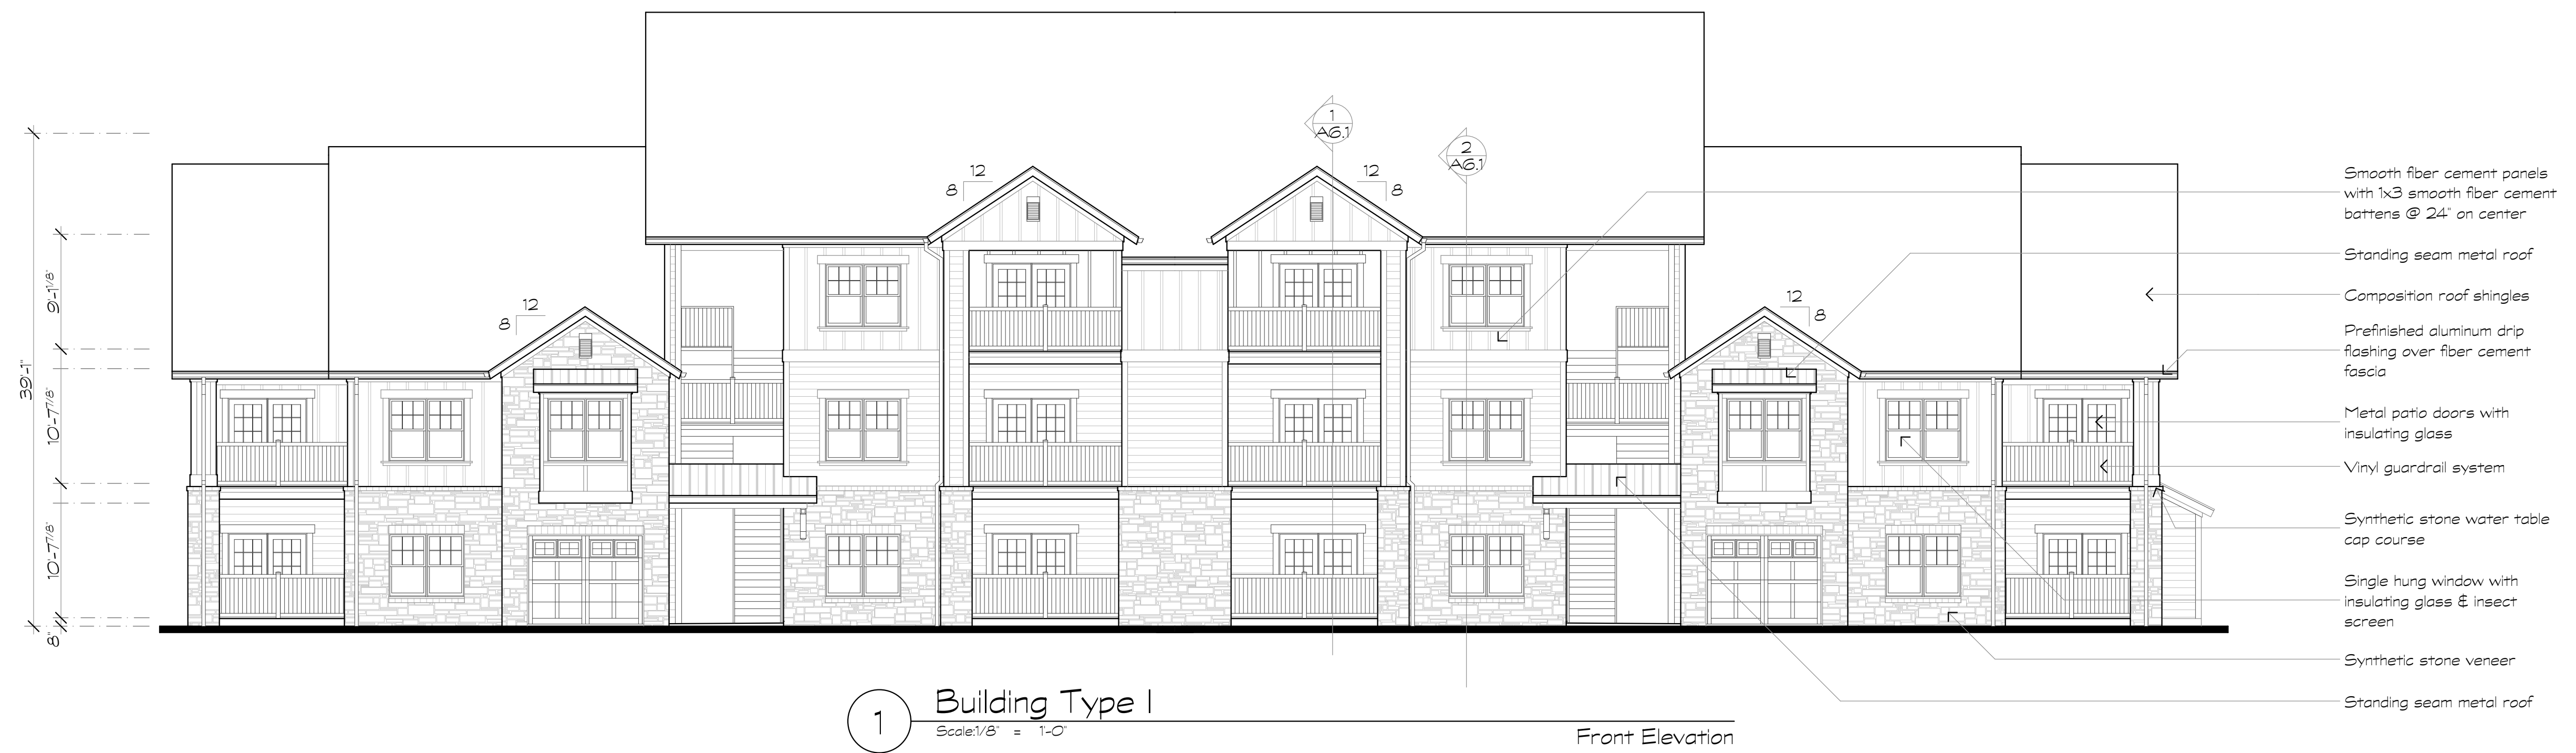 1
A6.1
2
A6.1
12
8
12
8
12
8
12
8
39'-1"
9'-1 1/8"
10'-7 7/8"
10'-7 7/8"
8"
Smooth fiber cement panels
with 1x3 smooth fiber cement
battens @ 24" on center
Standing seam metal roof
Composition roof shingles
Prefinished aluminum drip
flashing over fiber cement
fascia
Metal patio doors with
insulating glass
Vinyl guardrail system
Synthetic stone water table
cap course
Single hung window with
insulating glass & insect
screen
Synthetic stone veneer
Standing seam metal roof
1
Building Type I
Scale:1/8" = 1'-0"
Front Elevation